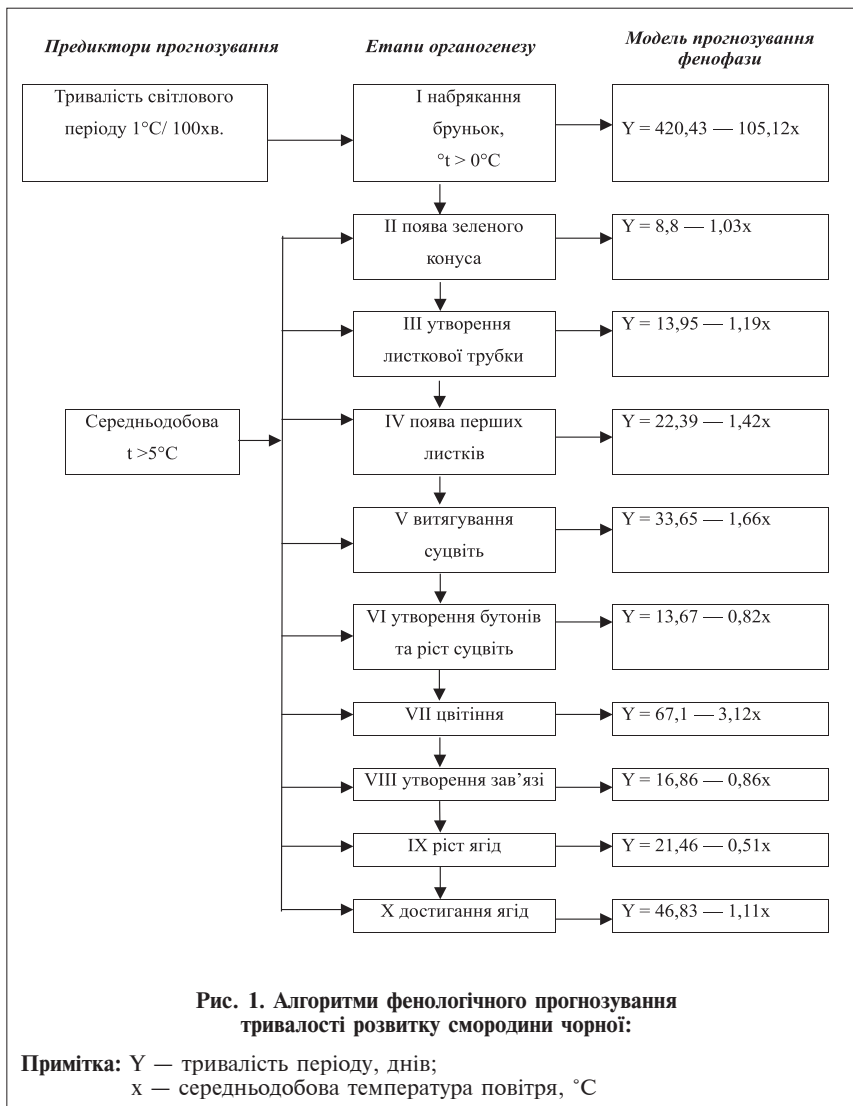 Предиктори прогнозування
Етапи органогенезу
Модель прогнозування
фенофази
Тривалість світлового
періоду 1°C/ 100хв.
I набрякання
бруньок,
°t > 0°C
Y = 420,43 — 105,12x
II поява зеленого
конуса
Y = 8,8 — 1,03x
III утворення
листкової трубки
Y = 13,95 — 1,19x
Середньодобова
t >5°C
IV поява перших
листків
Y = 22,39 — 1,42x
V витягування
суцвіть
Y = 33,65 — 1,66x
VI утворення бутонів
та ріст суцвіть
Y = 13,67 — 0,82x
VII цвітіння
Y = 67,1 — 3,12x
VIII утворення зав’язі
Y = 16,86 — 0,86x
IX ріст ягід
Y = 21,46 — 0,51x
X достигання ягід
Y = 46,83 — 1,11x
Рис. 1. Алгоритми фенологічного прогнозування
тривалості розвитку смородини чорної:
Примітка: Y — тривалість періоду, днів;
x — середньодобова температура повітря, °C